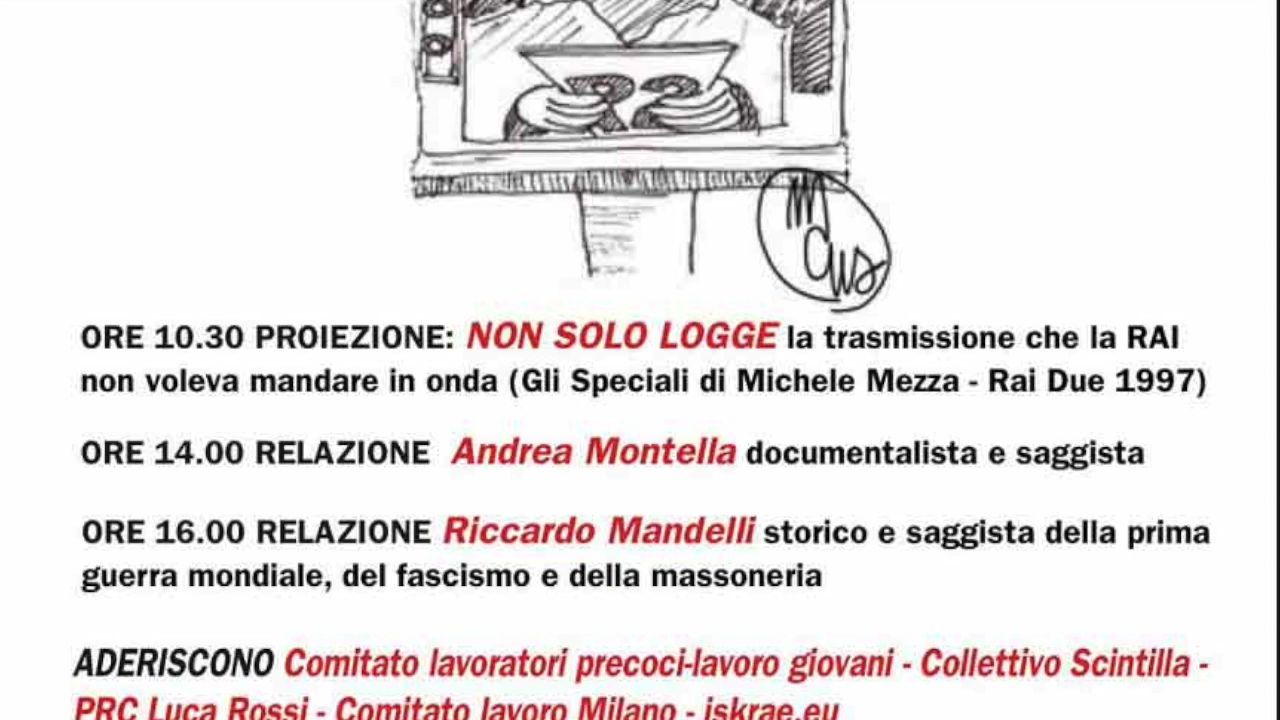 ORE 10.30 PROIEZIONE: NON SOLO LOGGE la trasmissione che la RAI
non voleva mandare in onda (Gli Speciali di Michele Mezza - Rai Due 1997)
ORE 14.00 RELAZIONE Andrea Montella documentalista e saggista
ORE 16.00 RELAZIONE Riccardo Mandelli storico e saggista della prima
guerra mondiale, del fascismo e della massoneria
ADERISCONO Comitato lavoratori precoci-lavoro giovani - Collettivo Scintilla -
PRC Luca Rossi - Comitato lavoro Milano - iskrae.eu